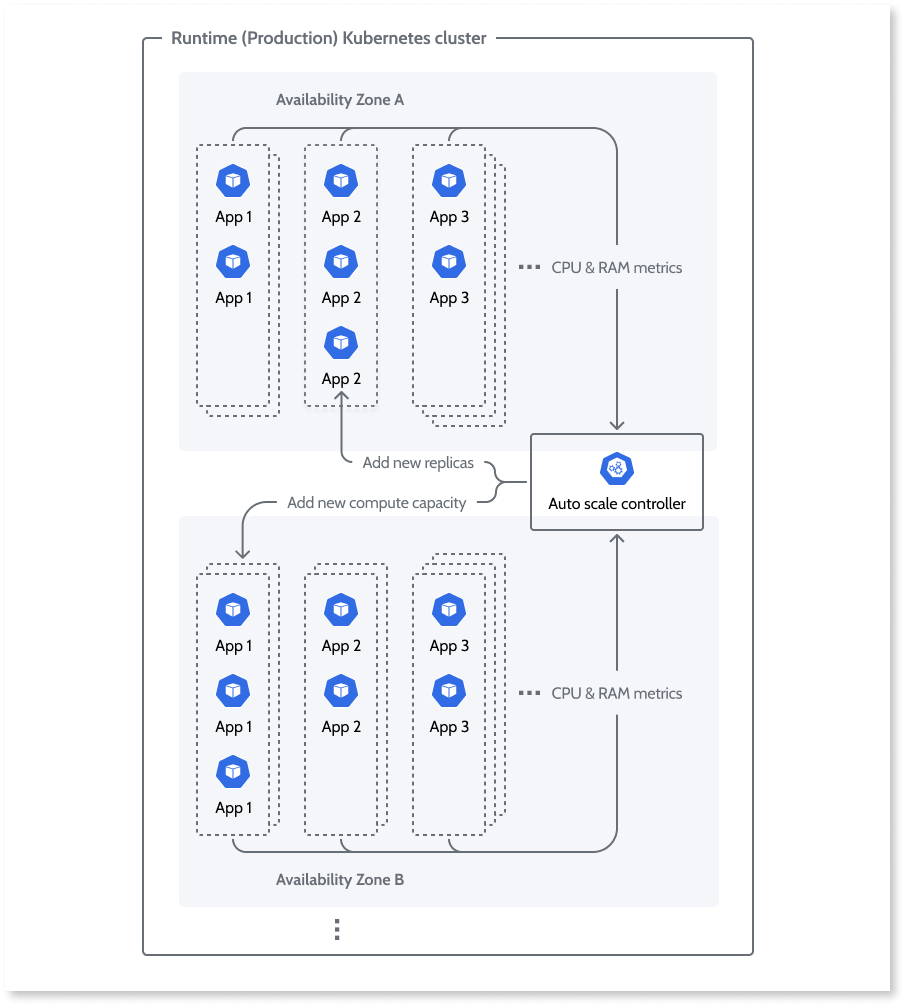 Runtime (Production) Kubernetes cluster
Availability Zone A
App 1
App 2
App 3
App 1
App 2
App 3
CPU & RAM metrics
App 2
Add new replicas
Auto scale controller
Add new compute capacity
App 1
App 2
App 3
App 1
App 2
App 3
CPU & RAM metrics
App 1
Availability Zone B